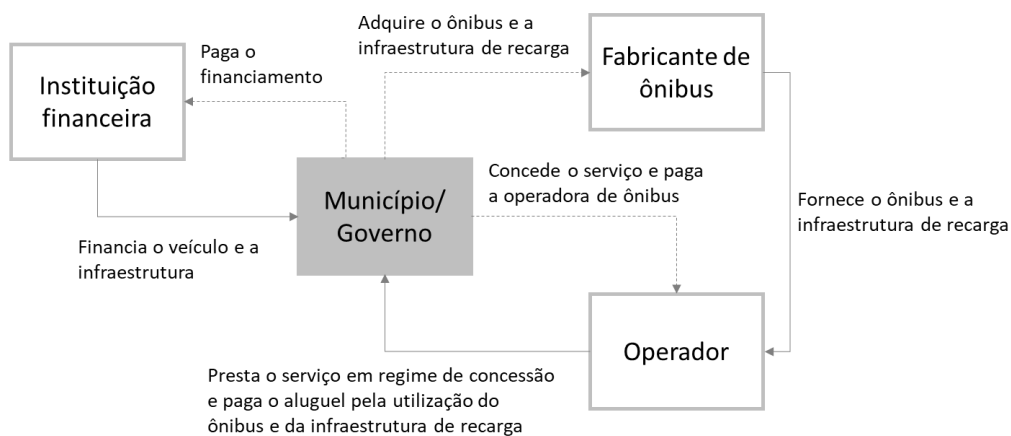 Instituição
financeira
Paga o
financiamento
Adquire o ônibus e a
infraestrutura de recarga
Fabricante de
ônibus
Município/
Governo
Concede o serviço e paga
a operadora de ônibus
Fornece o ônibus e a
infraestrutura de recarga
Financia o veículo e a
infraestrutura
Operador
Presta o serviço em regime de concessão
e paga o aluguel pela utilização do
ônibus e da infraestrutura de recarga